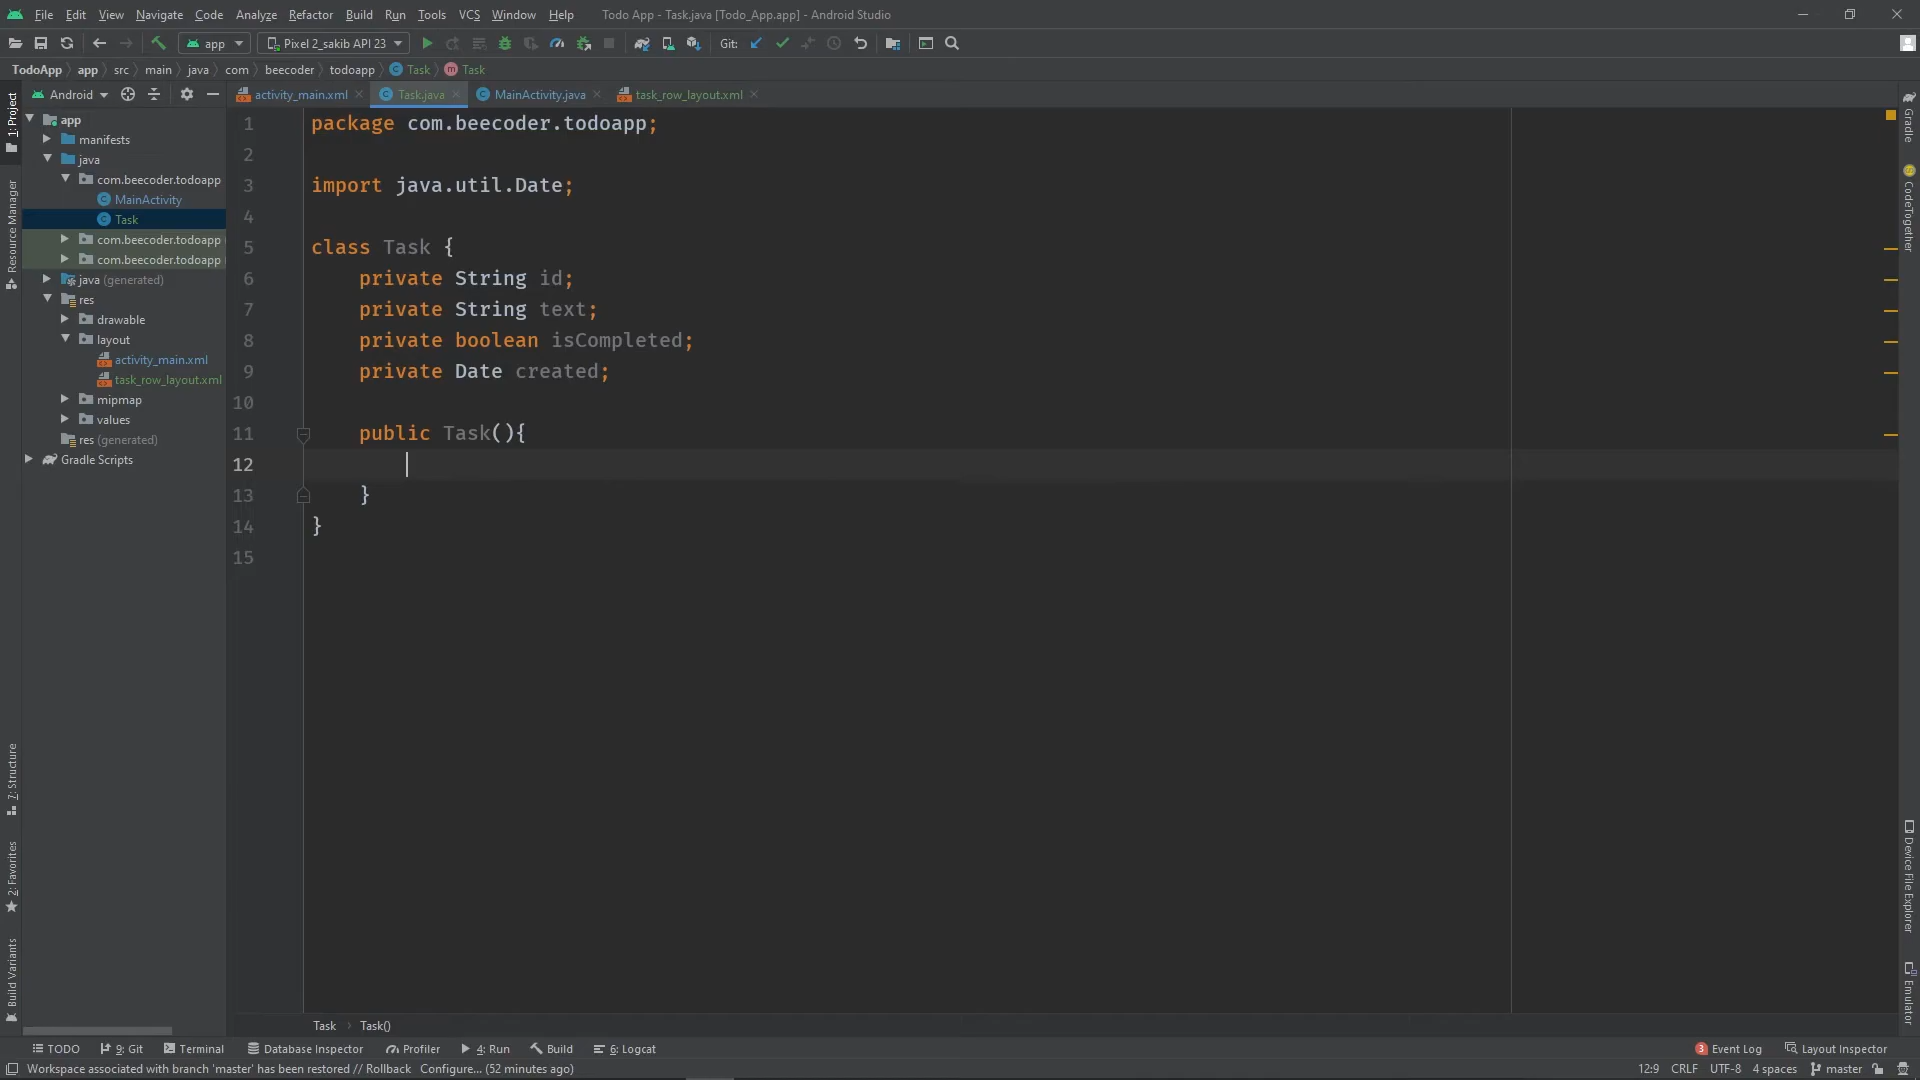 File Edit View Navigate Code Analyze Refactor Build Run Tools VCS Window Help Todo App - Task.java [Todo_App.app] - Android Studio
app Pixel 2_sakib API 23 Git:
TodoApp app src main java com beecoder todoapp Task Task
Android activity_main.xml Task.java MainActivity.java task_row_layout.xml
app
manifests
java
com.beecoder.todoapp
MainActivity
Task
com.beecoder.todoapp
com.beecoder.todoapp
java (generated)
res
drawable
layout
activity_main.xml
task_row_layout.xml
mipmap
values
res (generated)
Gradle Scripts
1: Project
Resource Manager
7: Structure
2: Favorites
Build Variants
1 package com.beecoder.todoapp;
2
3 import java.util.Date;
4
5 class Task {
6 private String id;
7 private String text;
8 private boolean isCompleted;
9 private Date created;
10
11 public Task(){
12
13 }
14 }
15
Gradle
CodeTogether
Device File Explorer
Emulator
Task Task()
TODO 9: Git Terminal Database Inspector Profiler 4: Run Build 6: Logcat 3 Event Log Layout Inspector
Workspace associated with branch 'master' has been restored // Rollback Configure... (52 minutes ago) 12:9 CRLF UTF-8 4 spaces master